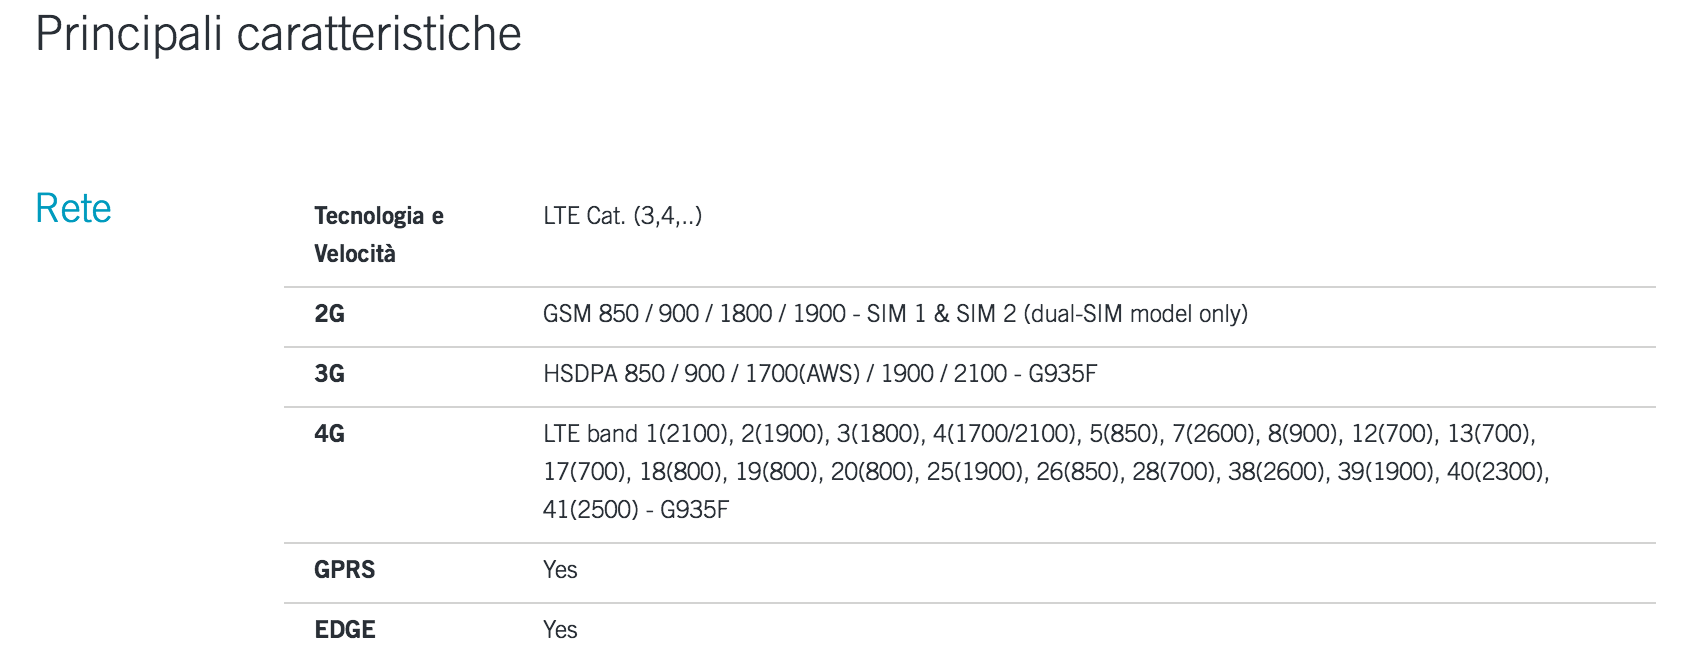 Principali caratteristiche
Rete
Tecnologia e
Velocità
LTE Cat. (3,4,..)
2G
GSM 850 / 900 / 1800 / 1900 - SIM 1 & SIM 2 (dual-SIM model only)
3G
HSDPA 850 / 900 / 1700(AWS) / 1900 / 2100 - G935F
4G
LTE band 1(2100), 2(1900), 3(1800), 4(1700/2100), 5(850), 7(2600), 8(900), 12(700), 13(700),
17(700), 18(800), 19(800), 20(800), 25(1900), 26(850), 28(700), 38(2600), 39(1900), 40(2300),
41(2500) - G935F
GPRS
Yes
EDGE
Yes